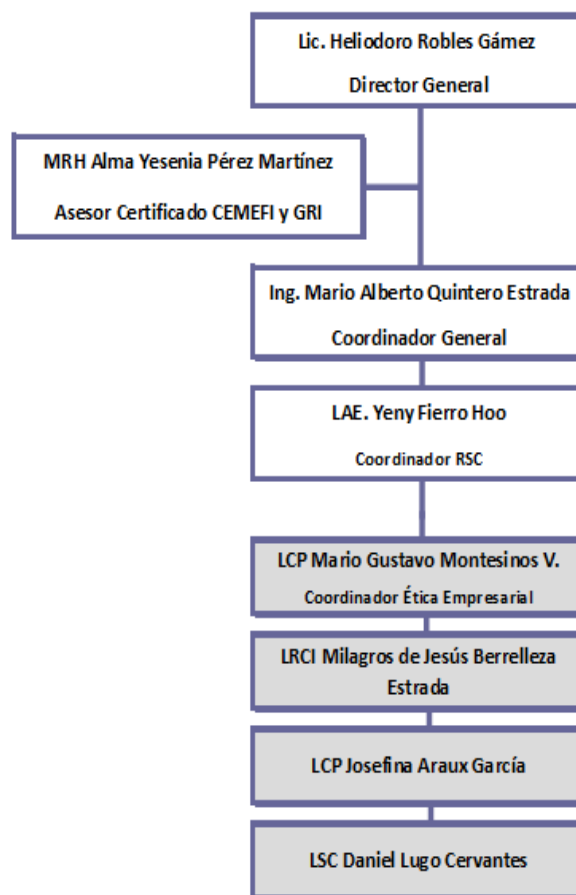 Lic. Heliodoro Robles Gámez
Director General
MRH Alma Yesenia Pérez Martínez
Asesor Certificado CEMEFI y GRI
Ing. Mario Alberto Quintero Estrada
Coordinador General
LAE. Yeny Fierro Hoo
Coordinador RSC
LCP Mario Gustavo Montesinos V.
Coordinador Ética Empresarial
LRCI Milagros de Jesús Berrelleza
Estrada
LCP Josefina Araux García
LSC Daniel Lugo Cervantes